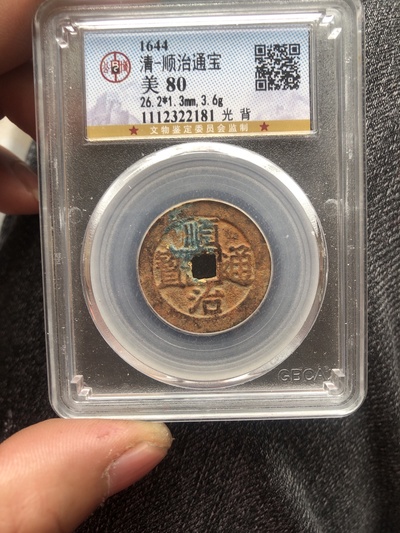 1644
清-顺治通宝
美 80
26.2*1.3mm,3.6g
1112322181 光 背
★ 文物鉴定委员会监制 ★
順
寶 通
治